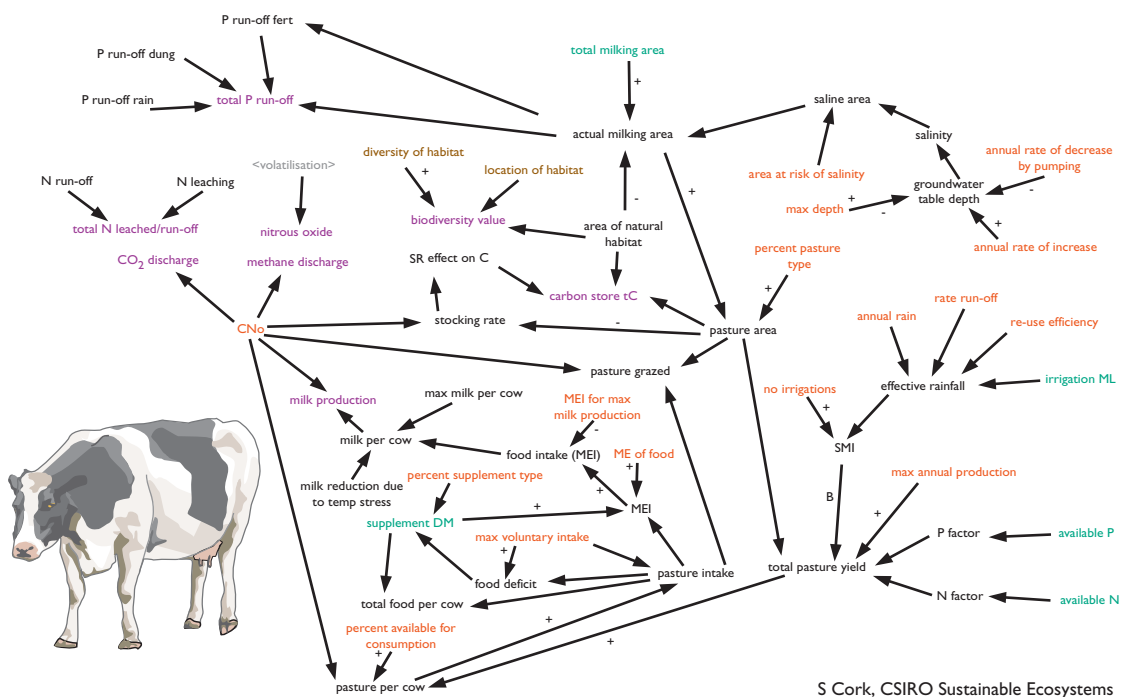 P run-off fert
P run-off dung
total milking area
P run-off rain
total P run-off
saline area
+
actual milking area
salinity
diversity of habitat
<volatilisation>
location of habitat
annual rate of decrease
by pumping
area at risk of salinity
+
N run-off
N leaching
+
groundwater
table depth
-
max depth
+
-
-
biodiversity value
total N leached/run-off
nitrous oxide
area of natural
habitat
+
annual rate of increase
CO2 discharge
methane discharge
SR effect on C
percent pasture
type
carbon store tC
+
rate run-off
annual rain
re-use efficiency
CNo
stocking rate
-
pasture area
pasture grazed
effective rainfall
irrigation ML
no irrigations
+
milk production
max milk per cow
MEI for max
milk production
-
milk per cow
food intake (MEI)
ME of food
+
SMI
milk reduction due
to temp stress
percent supplement type
+
max annual production
B
+
supplement DM
+
MEI
max voluntary intake
+
P factor
available P
food deficit
pasture intake
total pasture yield
total food per cow
N factor
available N
+
percent available for
consumption
+
+
pasture per cow
S Cork, CSIRO Sustainable Ecosystems